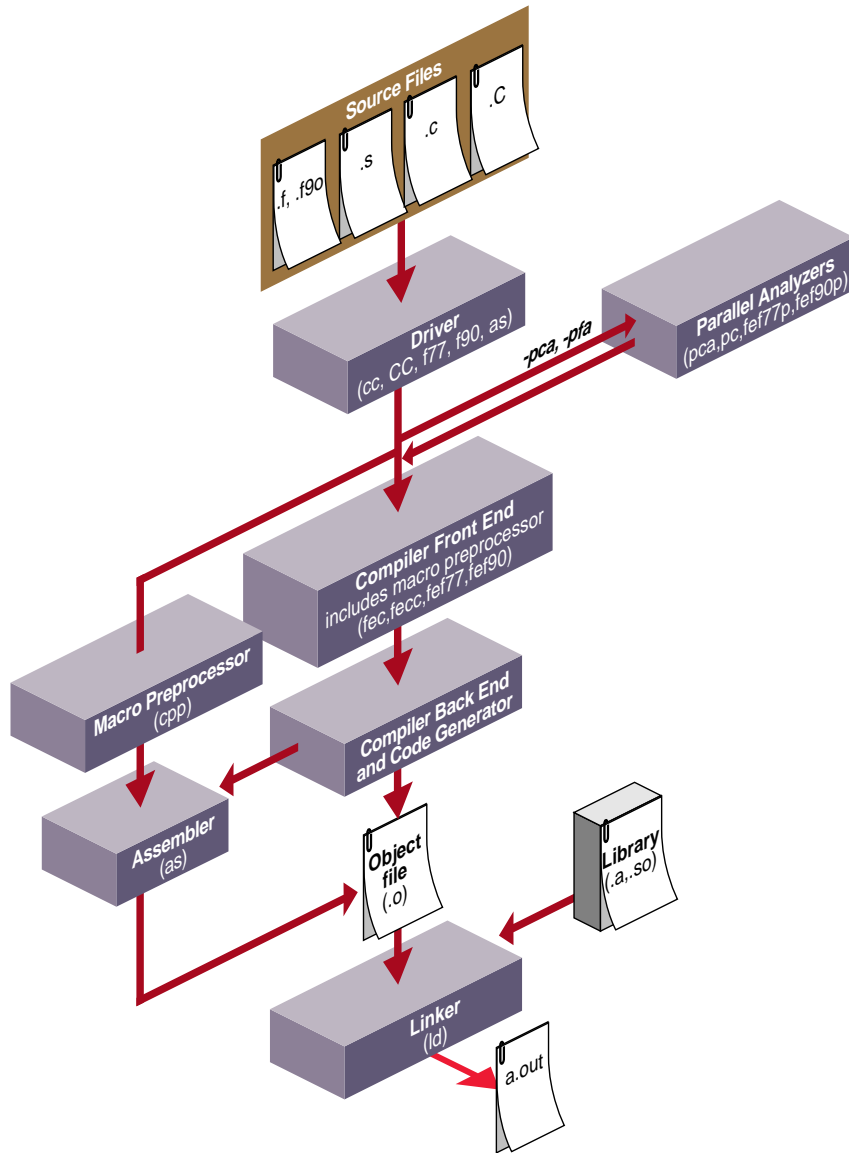 Source Files
.f, .f9o
.s
.c
.C
Driver
(cc, CC, f77, f90, as)
-pca, -pfa
Parallel Analyzers
(pca,pc,fef77p,fef90p)
Compiler Front End
includes macro preprocessor
(fec,fecc,fef77,fef90)
Macro Preprocessor
(cpp)
Compiler Back End
and Code Generator
Assembler
(as)
Object
file
(.o)
Library
(.a,.so)
Linker
(ld)
a.out